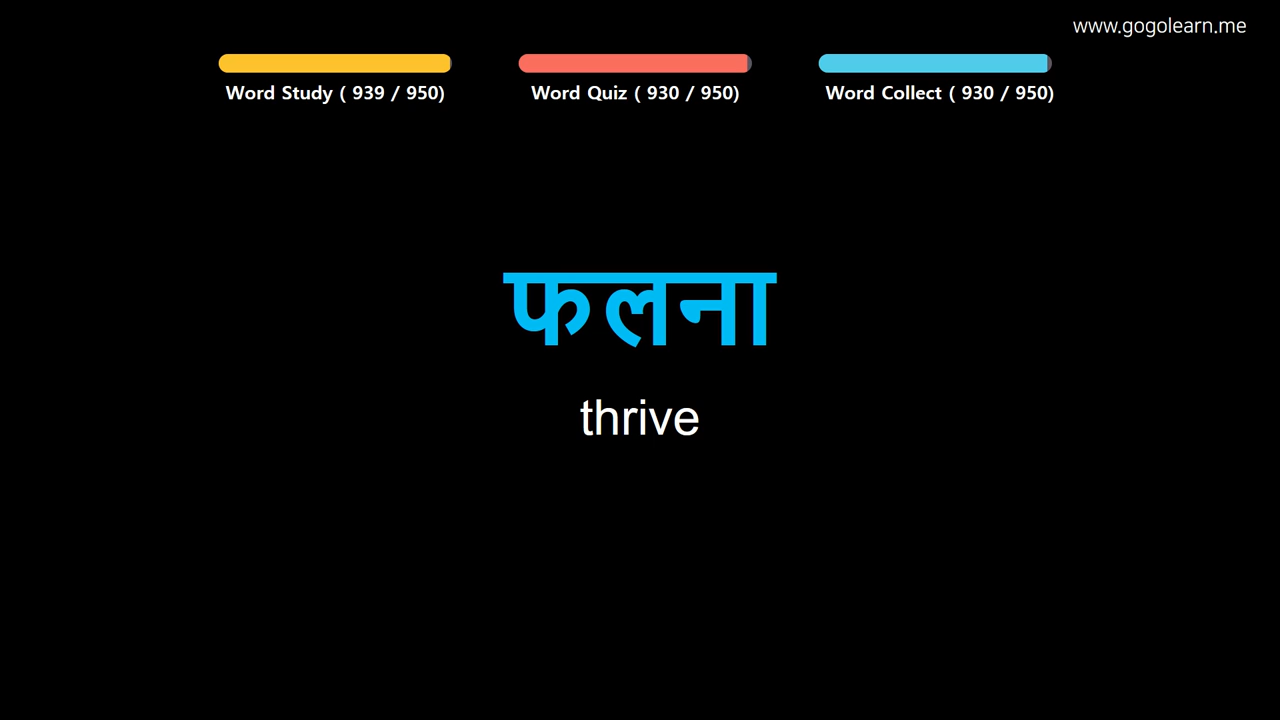 www.gogolearn.me
Word Study ( 939 / 950)
Word Quiz ( 930 / 950)
Word Collect ( 930 / 950)
फलना
thrive